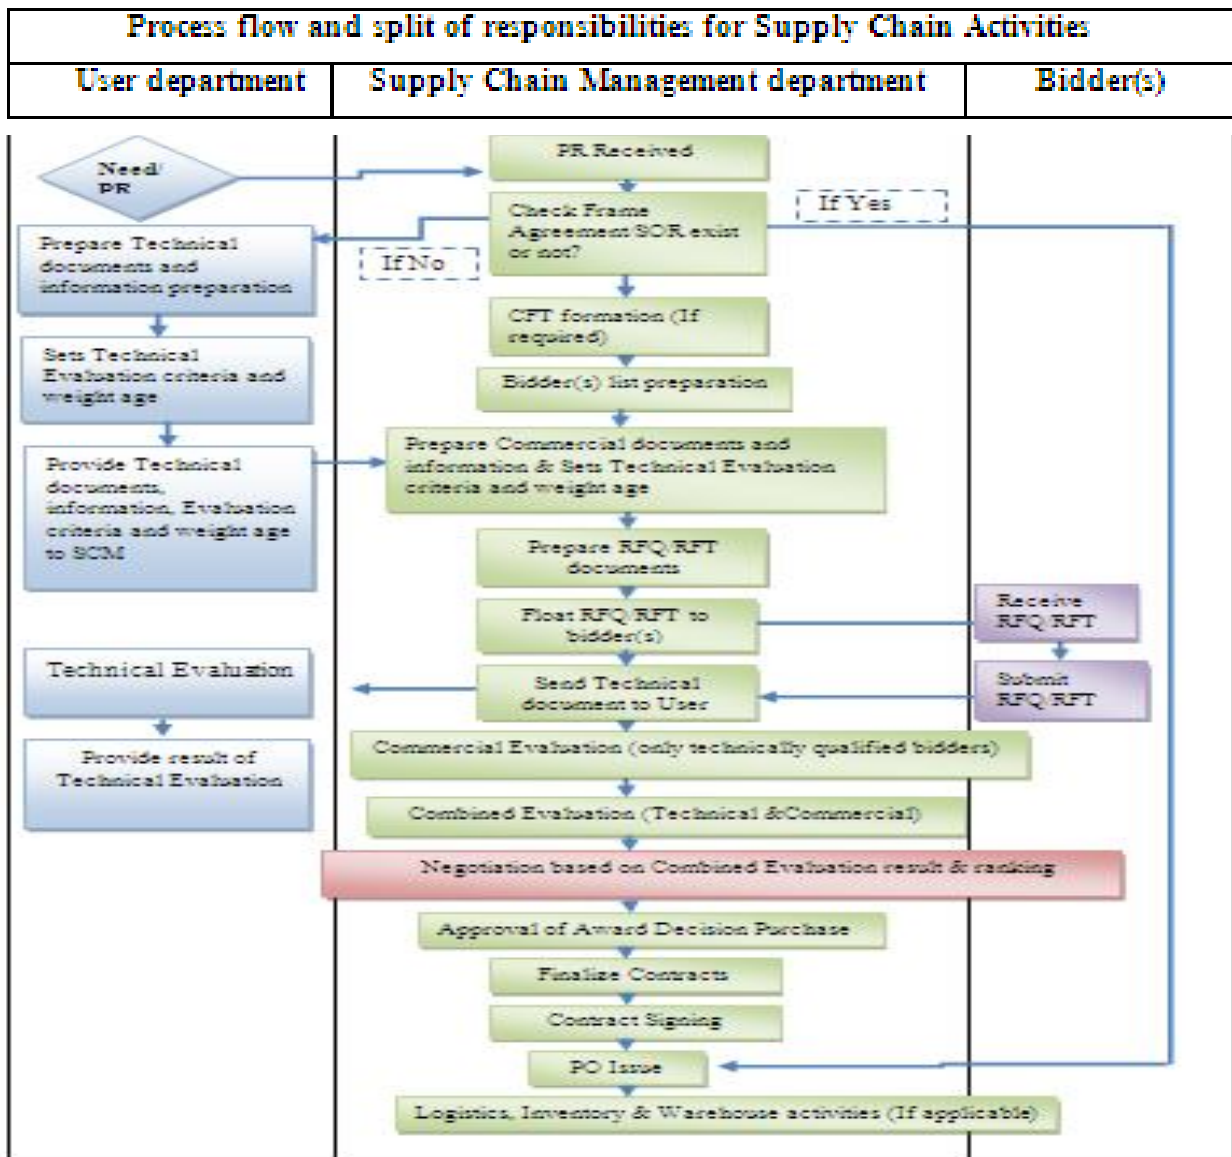 Process flow and split of responsibilities for Supply Chain Activities
User department
Supply Chain Management department
Bidder(s)
Need/
PR
PR Received
Check Frame
Agreement/SOR exist
or not?
If Yes
If No
Prepare Technical
documents and
information preparation
CFT formation (If
required)
Sets Technical
Evaluation criteria and
weight age
Bidder(s) list preparation
Provide Technical
documents,
information, Evaluation
criteria and weight age
to SCM
Prepare Commercial documents and
information & Sets Technical Evaluation
criteria and weight age
Prepare RFQ/RFT
documents
Float RFQ/RFT to
bidder(s)
Receive
RFQ/RFT
Technical Evaluation
Send Technical
document to User
Submit
RFQ/RFT
Provide result of
Technical Evaluation
Commercial Evaluation (only technically qualified bidders)
Combined Evaluation (Technical &Commercial)
Negotiation based on Combined Evaluation result & ranking
Approval of Award Decision Purchase
Finalize Contracts
Contract Signing
PO Issue
Logistics, Inventory & Warehouse activities (If applicable)